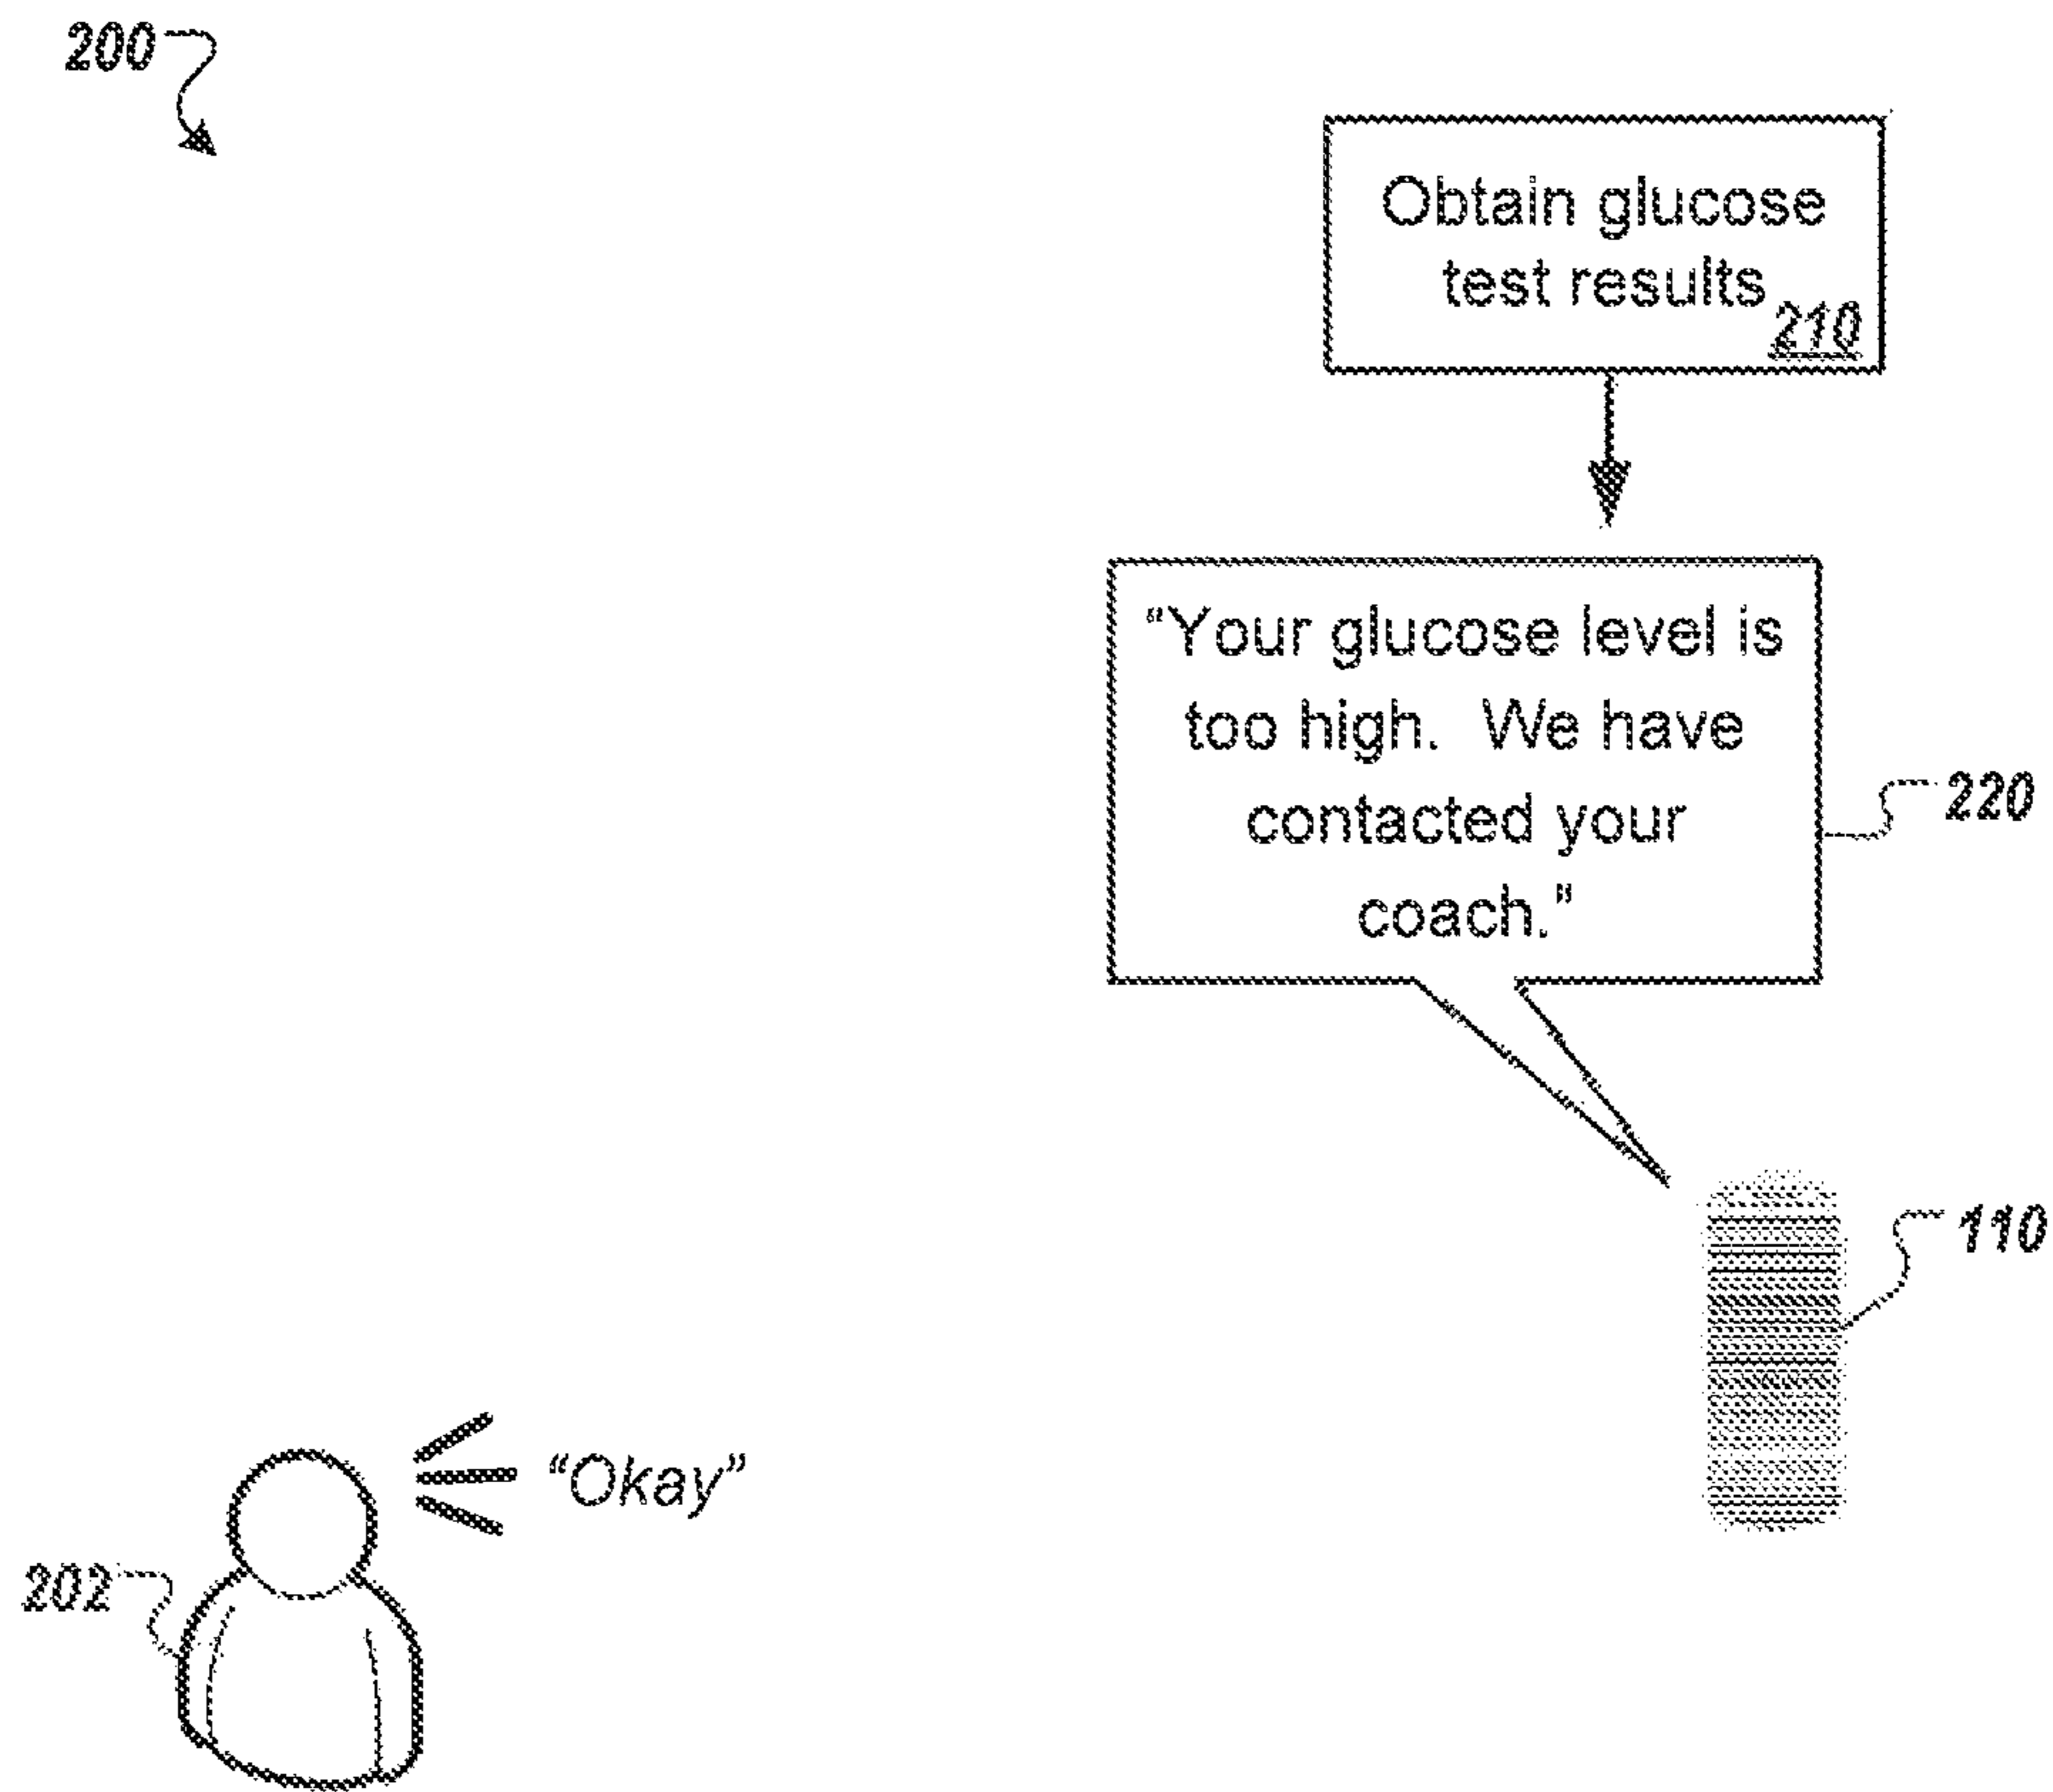 200
Obtain glucose
test results
210
“Your glucose level is
too high.  We have
contacted your
coach."
220
110
“Okay”
202